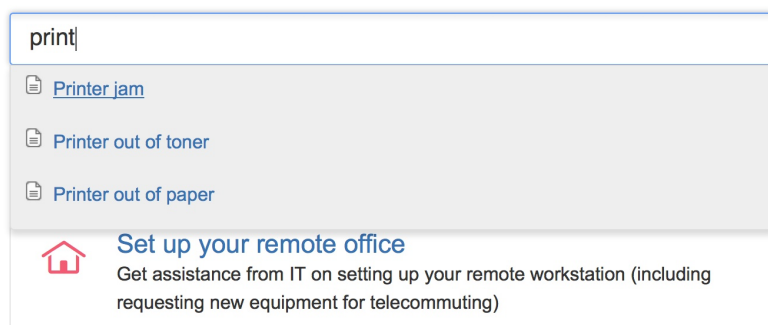 print
Printer jam
Printer out of toner
Printer out of paper
Set up your remote office
Get assistance from IT on setting up your remote workstation (including
requesting new equipment for telecommuting)